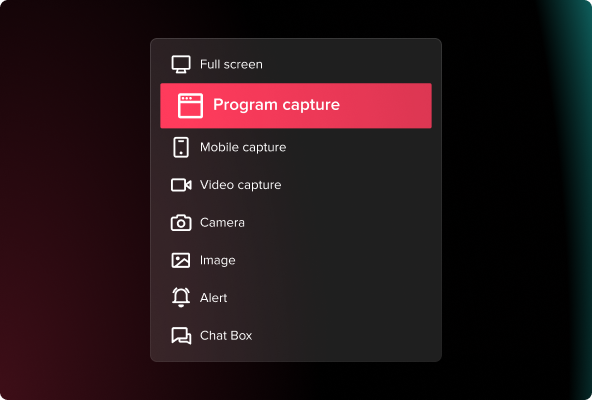 Full screen
Program capture
Mobile capture
Video capture
Camera
Image
Alert
Chat Box